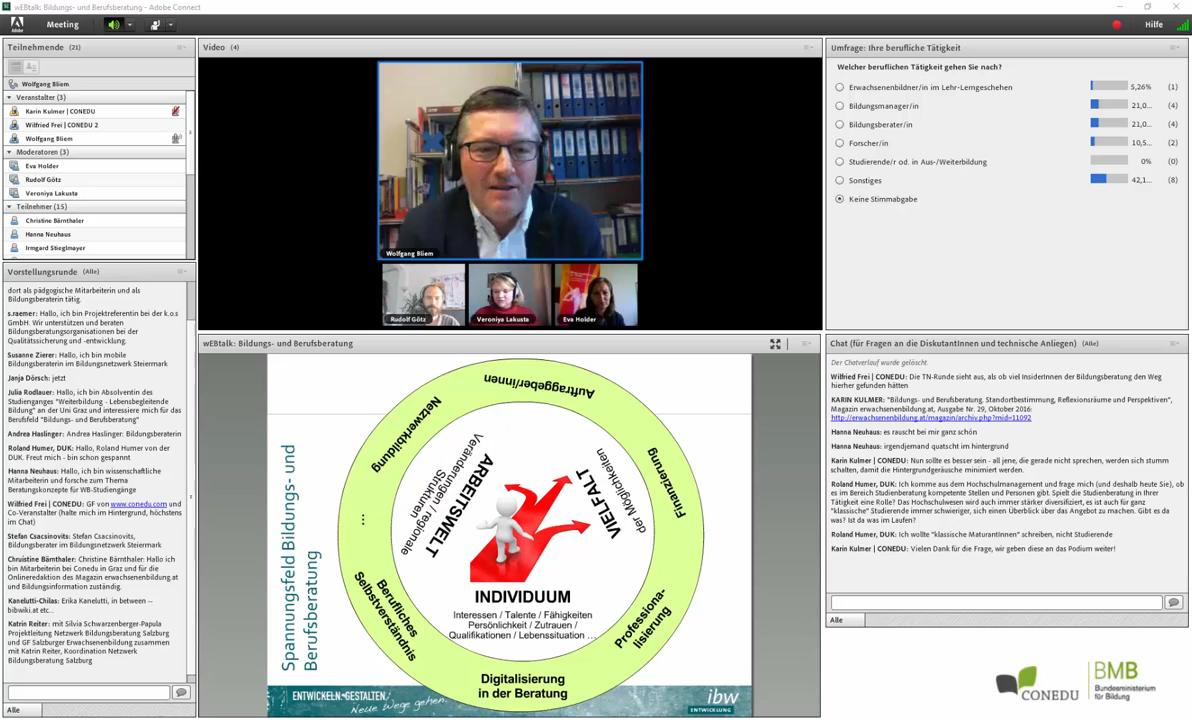 wEBtalk: Bildungs- und Berufsberatung - Adobe Connect
Meeting
Hilfe
Teilnehmende (21)
Wolfgang Bliem
Veranstalter (3)
Karin Kulmer | CONEDU
Wilfried Frei | CONEDU 2
Wolfgang Bliem
Moderatoren (3)
Eva Holder
Rudolf Götz
Veroniya Lakusta
Teilnehmer (15)
Christine Bärnthaler
Hanna Neuhaus
Irmgard Stieglmayer
Vorstellungsrunde (Alle)
dort als pädgogische Mitarbeiterin und als
Bildungsberaterin tätig.
s.raemer: Hallo, ich bin Projektreferentin bei der k.o.s
GmbH. Wir unterstützen und beraten
Bildungsberatungsorganisationen bei der
Qualitätssicherung und -entwicklung.
Susanne Zierer: Hallo, ich bin mobile
Bildungsberaterin im Bildungsnetzwerk Steiermark
Janja Dörsch: jetzt
Julia Rodlauer: Hallo, ich bin Absolventin des
Studienganges "Weiterbildung - Lebensbegleitende
Bildung" an der Uni Graz und interessiere mich für das
Berufsfeld "Bildungs- und Berufsberatung"
Andrea Haslinger: Andrea Haslinger: Bildungsberaterin
Roland Humer, DUK: Hallo, Roland Humer von der
DUK. Freut mich - bin schon gespannt
Hanna Neuhaus: Hallo, ich bin wissenschaftliche
Mitarbeiterin und forsche zum Thema
Beratungskonzepte für WB-Studiengänge
Wilfried Frei | CONEDU: GF von www.conedu.com und
Co-Veranstalter (halte mich im Hintergrund, höchstens
im Chat)
Stefan Csacsinovits: Stefan Csacsinovits,
Bildungsberater im Bildungsnetzwerk Steiermark
Christine Bärnthaler: Christine Bärnthaler: Hallo ich
bin Mitarbeiterin bei Conedu in Graz und für die
Onlineredaktion des Magazin erwachsenenbildung.at
und Bildungsinformation zuständig.
Kanelutti-Chilas: Erika Kanelutti, in between --
bibwiki.at etc...
Katrin Reiter: mit Silvia Schwarzenberger-Papula
Projektleitung Netzwerk Bildungsberatung Salzburg
und GF Salzburger Erwachsenenbildung zusammen
mit Katrin Reiter, Koordination Netzwerk
Bildungsberatung Salzburg
Alle
Video (4)
Wolfgang Bliem
Rudolf Götz
Veroniya Lakusta
Eva Holder
wEBtalk: Bildungs- und Berufsberatung
Spannungsfeld Bildungs- und
Berufsberatung
Auftraggeber/innen
Netzwerkbildung
Finanzierung
...
Berufliches
Selbstverständnis
Professiona-
lisierung
Digitalisierung
in der Beratung
ARBEITSWELT
Veränderungen / regionale
Strukturen
VIELFALT
der Möglichkeiten
INDIVIDUUM
Interessen / Talente / Fähigkeiten
Persönlichkeit / Zutrauen /
Qualifikationen / Lebenssituation ...
ENTWICKELN.GESTALTEN.
Neue Wege gehen.
ibw
ENTWICKLUNG
Umfrage: Ihre berufliche Tätigkeit
Welcher beruflichen Tätigkeit gehen Sie nach?
Erwachsenenbildner/in im Lehr-Lerngeschehen 5,26% (1)
Bildungsmanager/in 21,0... (4)
Bildungsberater/in 21,0... (4)
Forscher/in 10,5... (2)
Studierende/r od. in Aus-/Weiterbildung 0% (0)
Sonstiges 42,1... (8)
Keine Stimmabgabe
Chat (für Fragen an die DiskutantInnen und technische Anliegen) (Alle)
Der Chatverlauf wurde gelöscht.
Wilfried Frei | CONEDU: Die TN-Runde sieht aus, als ob viel InsiderInnen der Bildungsberatung den Weg
hierher gefunden hätten
KARIN KULMER: "Bildungs- und Berufsberatung. Standortbestimmung, Reflexionsräume und Perspektiven",
Magazin erwachsenenbildung.at, Ausgabe Nr. 29, Oktober 2016:
http://erwachsenenbildung.at/magazin/archiv.php?mid=11092
Hanna Neuhaus: es rauscht bei mir ganz schön
Hanna Neuhaus: irgendjemand quatscht im hintergrund
Karin Kulmer | CONEDU: Nun sollte es besser sein - all jene, die gerade nicht sprechen, werden sich stumm
schalten, damit die Hintergrundgeräusche minimiert werden.
Roland Humer, DUK: Ich komme aus dem Hochschulmanagement und frage mich (und deshalb heute Sie), ob
es im Bereich Studienberatung kompetente Stellen und Personen gibt. Spielt die Studienberatung in Ihrer
Tätigkeit eine Rolle? Das Hochschulwesen wird auch immer stärker diversifiziert, es ist auch für ganz
"klassische" Studierende immer schwieriger, sich einen Überblick über das Angebot zu machen. Gibt es da
was? Ist da was im Laufen?
Roland Humer, DUK: Ich wollte "klassische MaturantInnen" schreiben, nicht Studierende
Karin Kulmer | CONEDU: Vielen Dank für die Frage, wir geben diese an das Podium weiter!
Alle
CONEDU
BMB
Bundesministerium
für Bildung